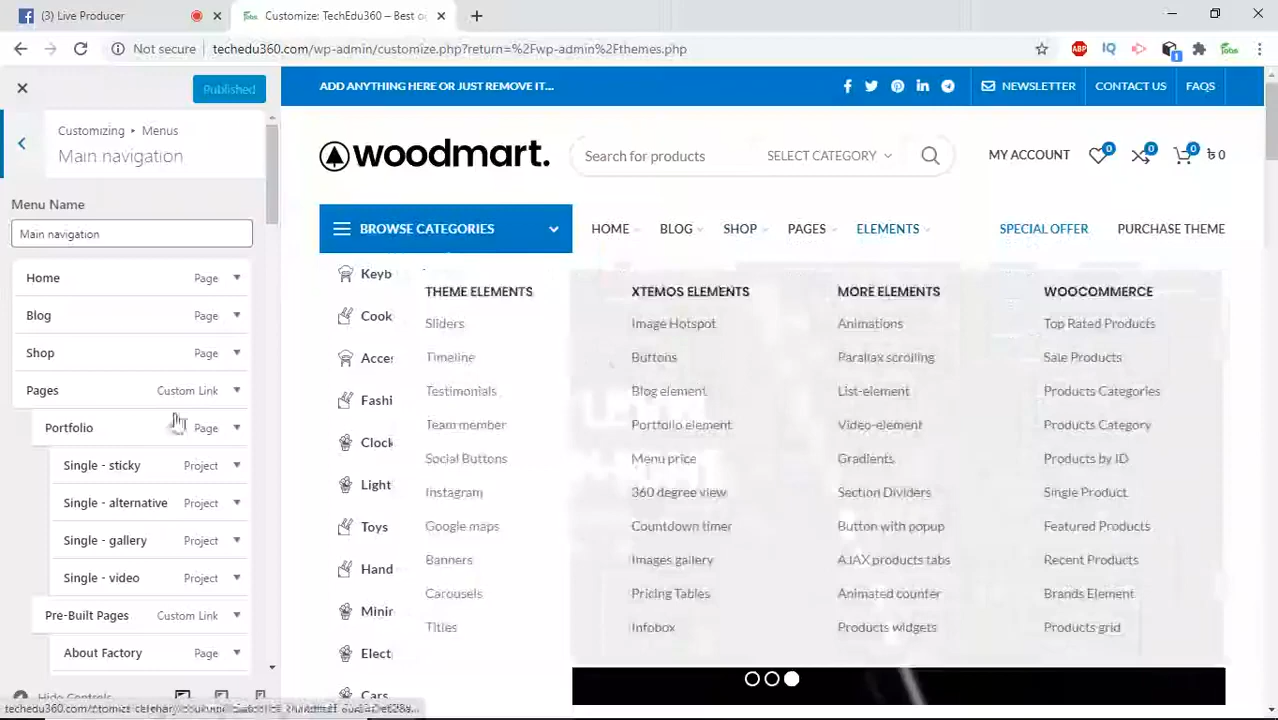 (3) Live Producer
Customize: TechEdu360 – Best o
Not secure
techedu360.com/wp-admin/customize.php?return=%2Fwp-admin%2Fthemes.php
ABP
IQ
1
Jobs
Published
Customizing ▸ Menus
Main navigation
Menu Name
Main navigation
Home Page
Blog Page
Shop Page
Pages Custom Link
Portfolio Page
Single - sticky Project
Single - alternative Project
Single - gallery Project
Single - video Project
Pre-Built Pages Custom Link
About Factory Page
Hide Controls
ADD ANYTHING HERE OR JUST REMOVE IT...
NEWSLETTER
CONTACT US
FAQS
woodmart.
Search for products
SELECT CATEGORY
MY ACCOUNT
0
0
0
৳ 0
BROWSE CATEGORIES
HOME
BLOG
SHOP
PAGES
ELEMENTS
SPECIAL OFFER
PURCHASE THEME
Keyb
Cook
Acce
Fashi
Clock
Light
Toys
Hand
Minir
Elect
Cars
THEME ELEMENTS
Sliders
Timeline
Testimonials
Team member
Social Buttons
Instagram
Google maps
Banners
Carousels
Titles
XTEMOS ELEMENTS
Image Hotspot
Buttons
Blog element
Portfolio element
Menu price
360 degree view
Countdown timer
Images gallery
Pricing Tables
Infobox
MORE ELEMENTS
Animations
Parallax scrolling
List-element
Video-element
Gradients
Section Dividers
Button with popup
AJAX products tabs
Animated counter
Products widgets
WOOCOMMERCE
Top Rated Products
Sale Products
Products Categories
Products Category
Products by ID
Single Product
Featured Products
Recent Products
Brands Element
Products grid